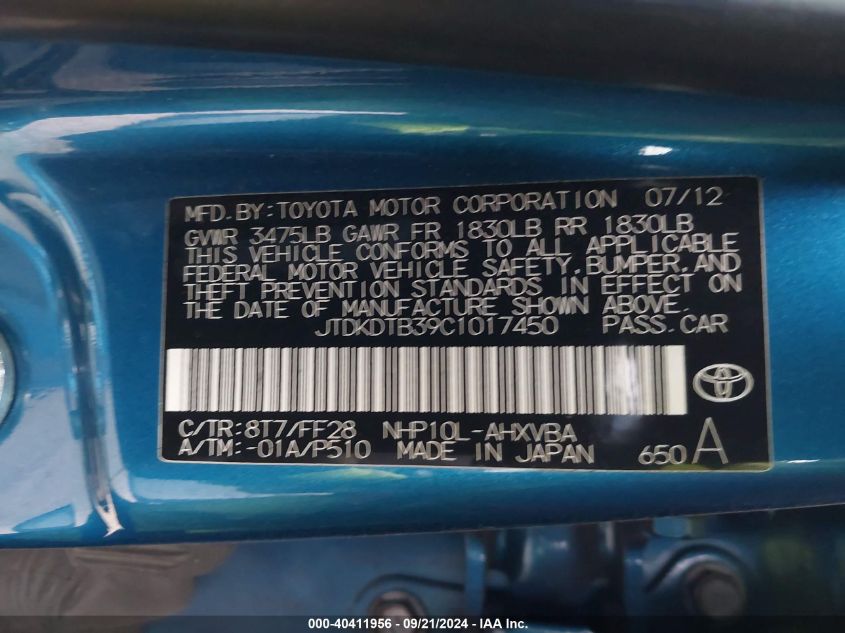 MFD.BY:TOYOTA MOTOR CORPORATION 07/12
GVWR 3475LB GAWR FR 1830LB RR 1830LB
THIS VEHICLE CONFORMS TO ALL APPLICABLE
FEDERAL MOTOR VEHICLE SAFETY,BUMPER,AND
THEFT PREVENTION STANDARDS IN EFFECT ON
THE DATE OF MANUFACTURE SHOWN ABOVE.
JTDKDTB39C1017450 PASS.CAR
C/TR:8T7/FF28 NHP10L-AHXVBA
A/TM:-01A/P510 MADE IN JAPAN 650 A
000-40411956 - 09/21/2024 - IAA Inc.